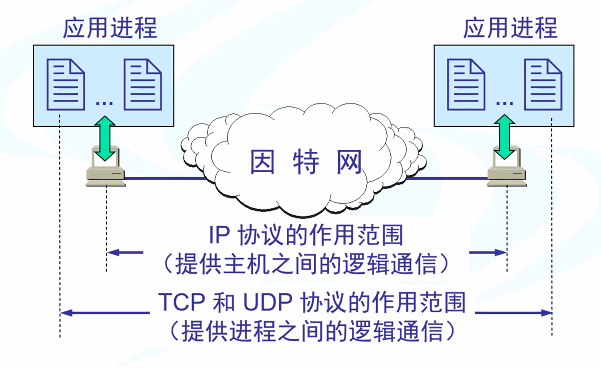 应用进程
应用进程
...
...
因特网
IP 协议的作用范围
（提供主机之间的逻辑通信）
TCP 和 UDP 协议的作用范围
（提供进程之间的逻辑通信）